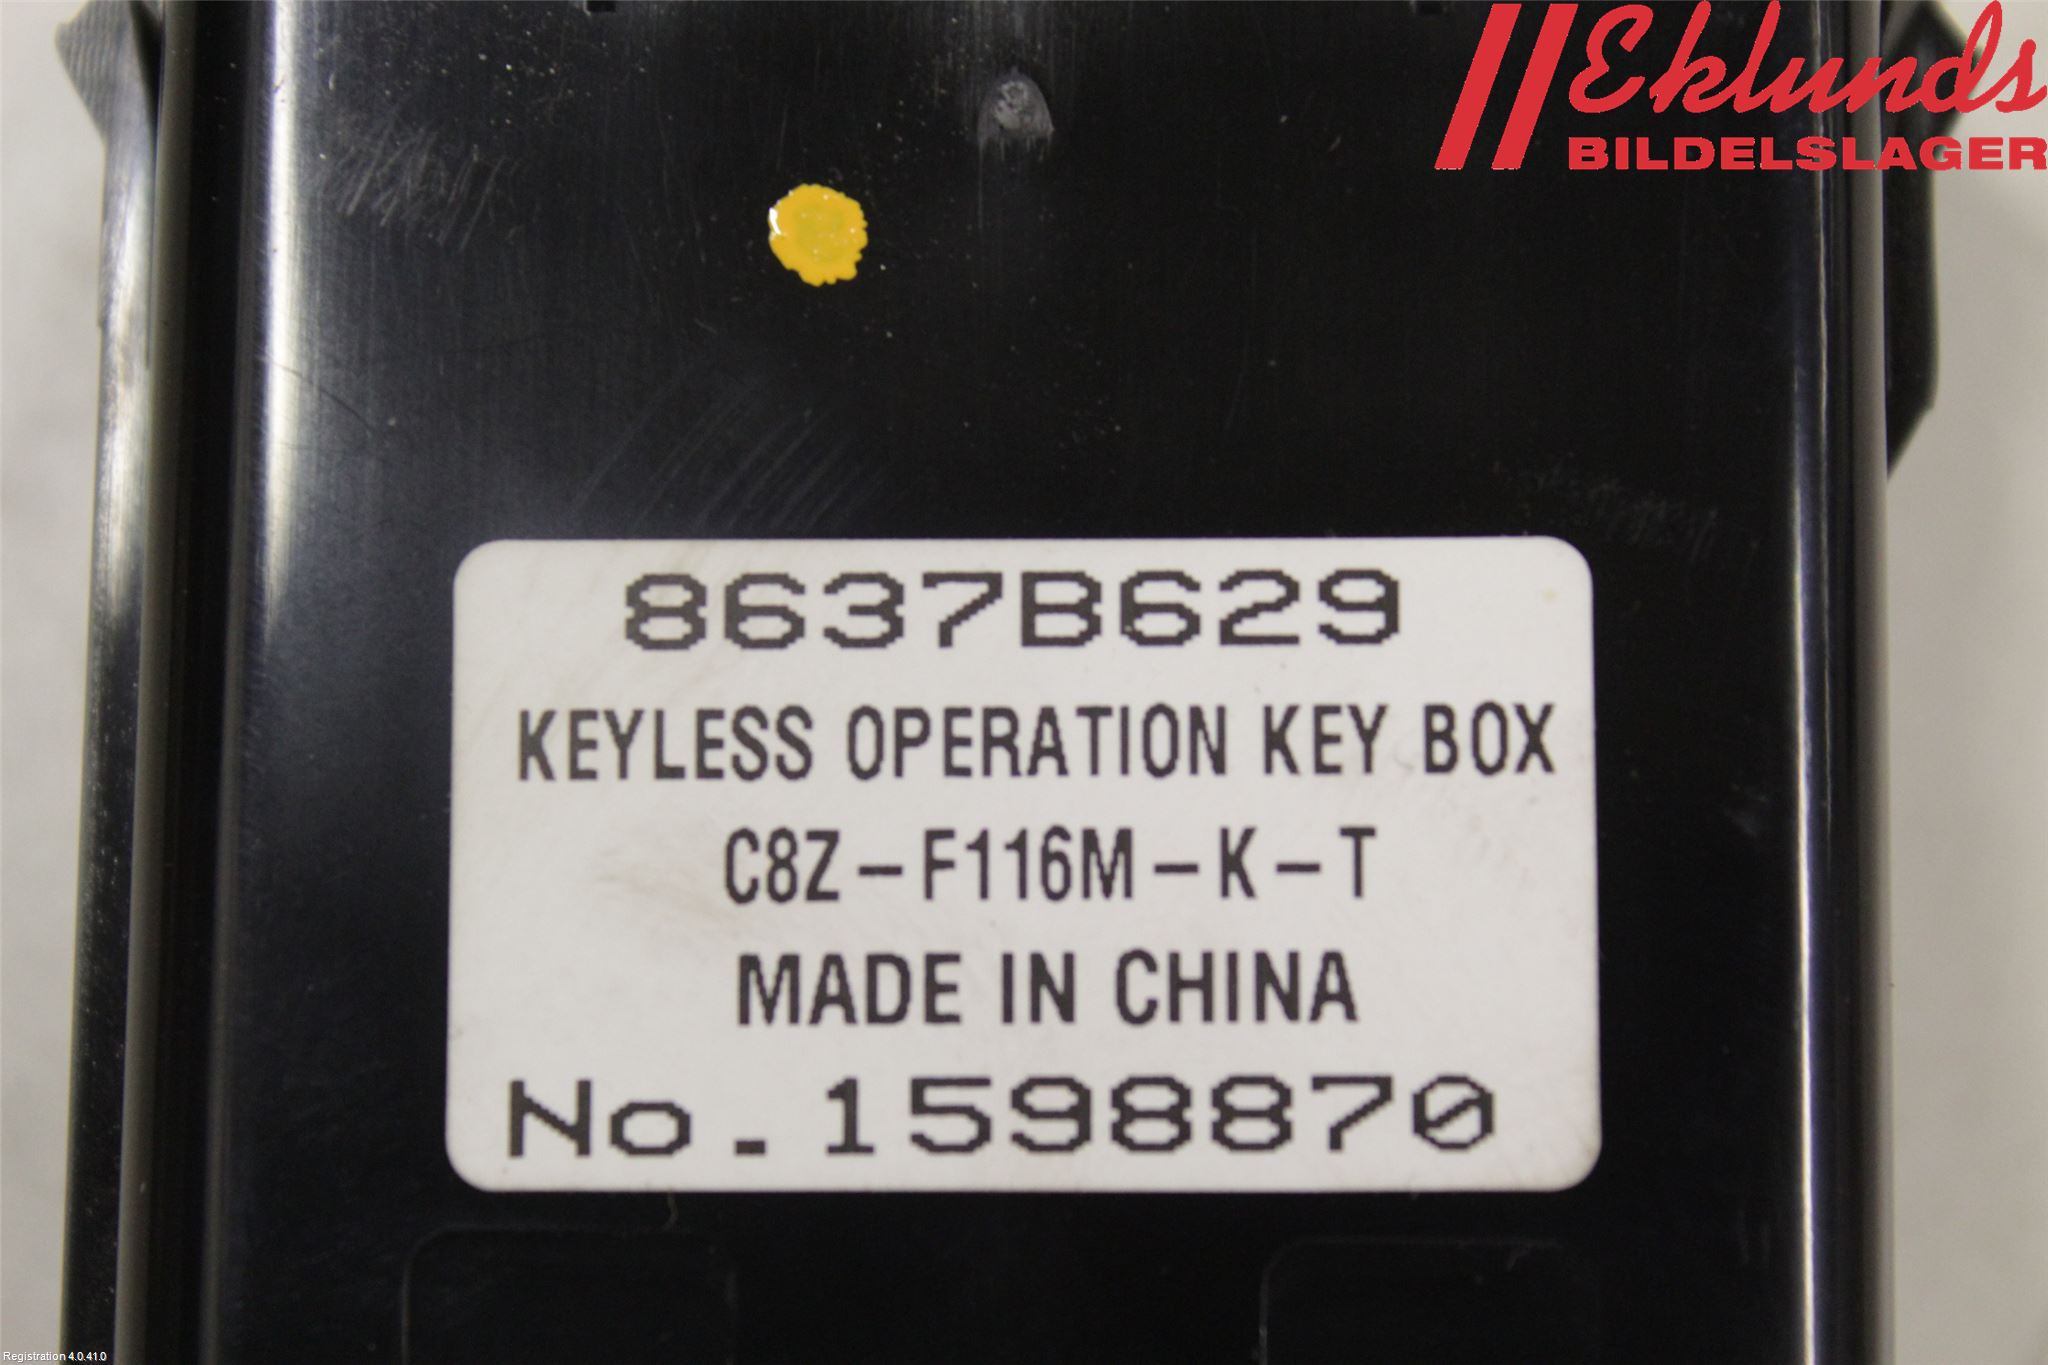 Eklunds
BILDELSLAGER
8637B629
KEYLESS OPERATION KEY BOX
C8Z-F116M-K-T
MADE IN CHINA
No.1598870
Registration 4.0.41.0